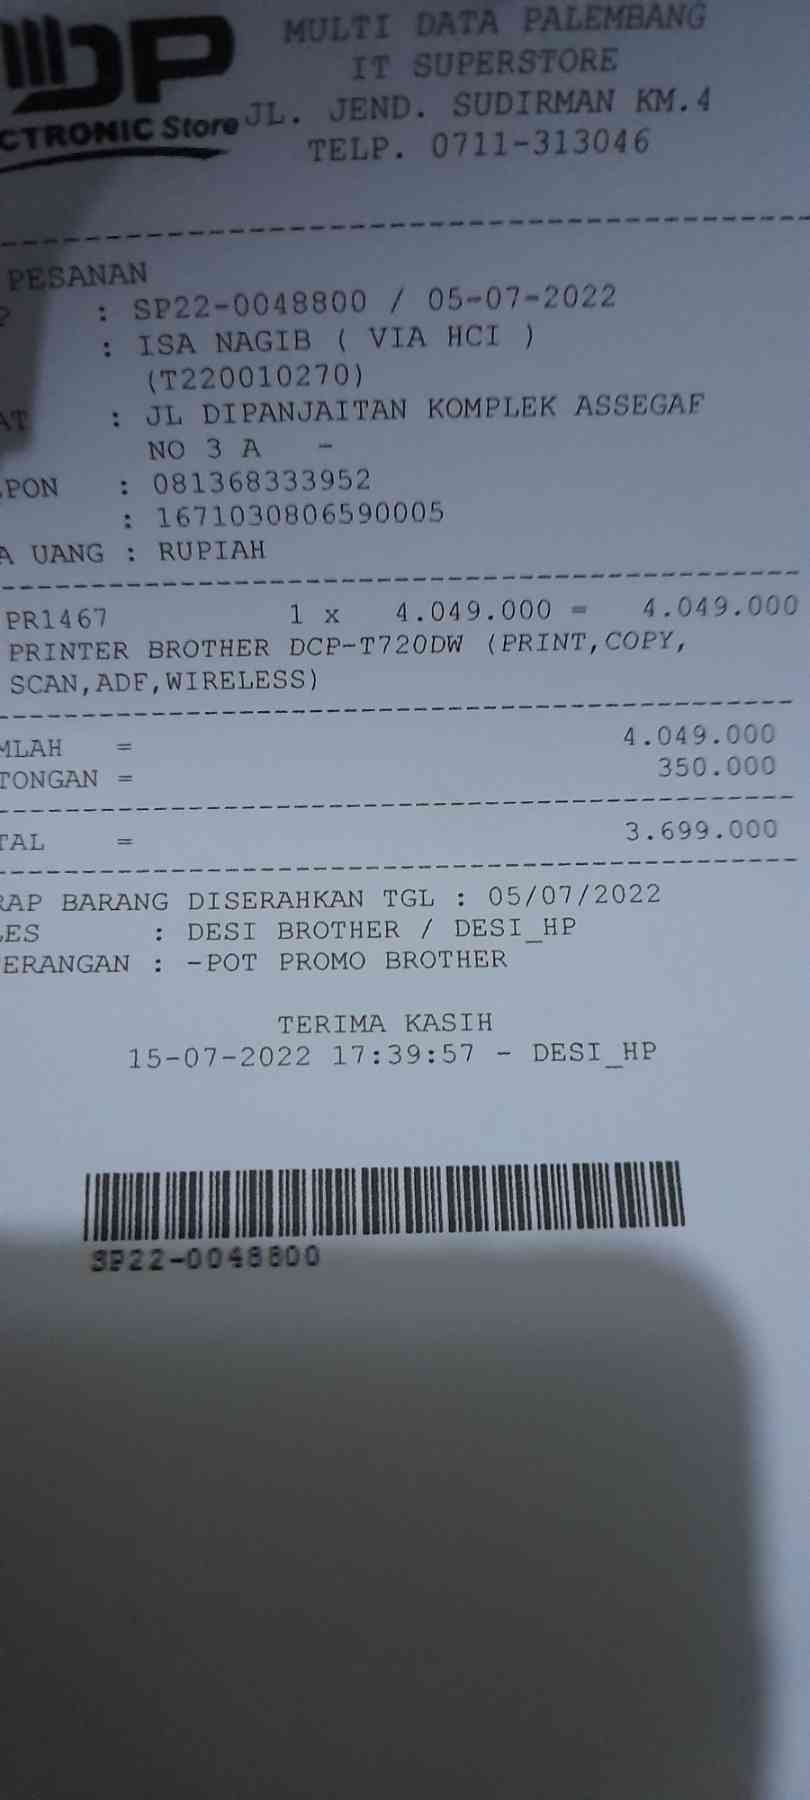 MULTI DATA PALEMBANG
IT SUPERSTORE
CTRONIC Store JL. JEND. SUDIRMAN KM.4
TELP. 0711-313046
PESANAN
: SP22-0048800 / 05-07-2022
: ISA NAGIB ( VIA HCI )
(T220010270)
AT : JL DIPANJAITAN KOMPLEK ASSEGAF
NO 3 A -
PON : 081368333952
: 1671030806590005
A UANG : RUPIAH
PR1467 1 x 4.049.000 = 4.049.000
PRINTER BROTHER DCP-T720DW (PRINT,COPY,
SCAN,ADF,WIRELESS)
MLAH = 4.049.000
TONGAN = 350.000
TAL = 3.699.000
RAP BARANG DISERAHKAN TGL : 05/07/2022
LES : DESI BROTHER / DESI_HP
ERANGAN : -POT PROMO BROTHER
TERIMA KASIH
15-07-2022 17:39:57 - DESI_HP
SP22-0048800